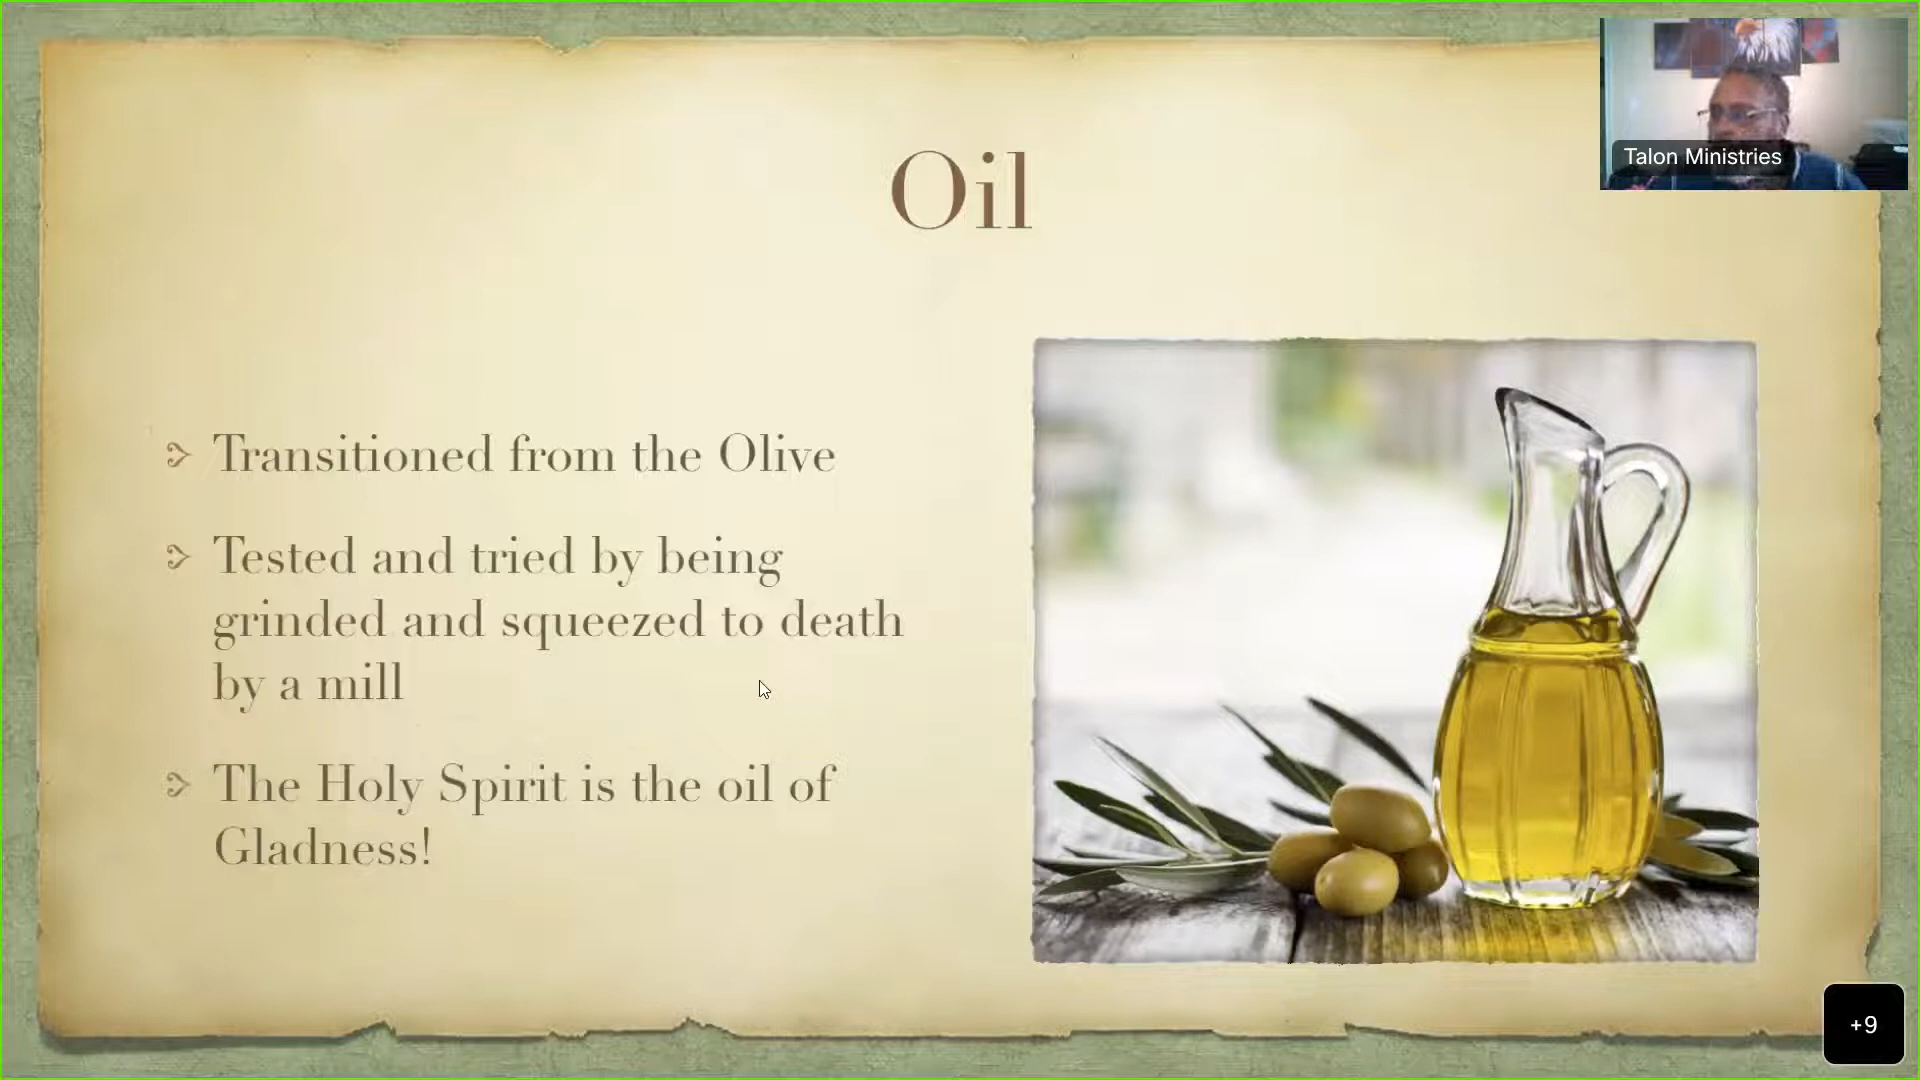 Talon Ministries
Oil
Transitioned from the Olive
Tested and tried by being
grinded and squeezed to death
by a mill
The Holy Spirit is the oil of
Gladness!
+9